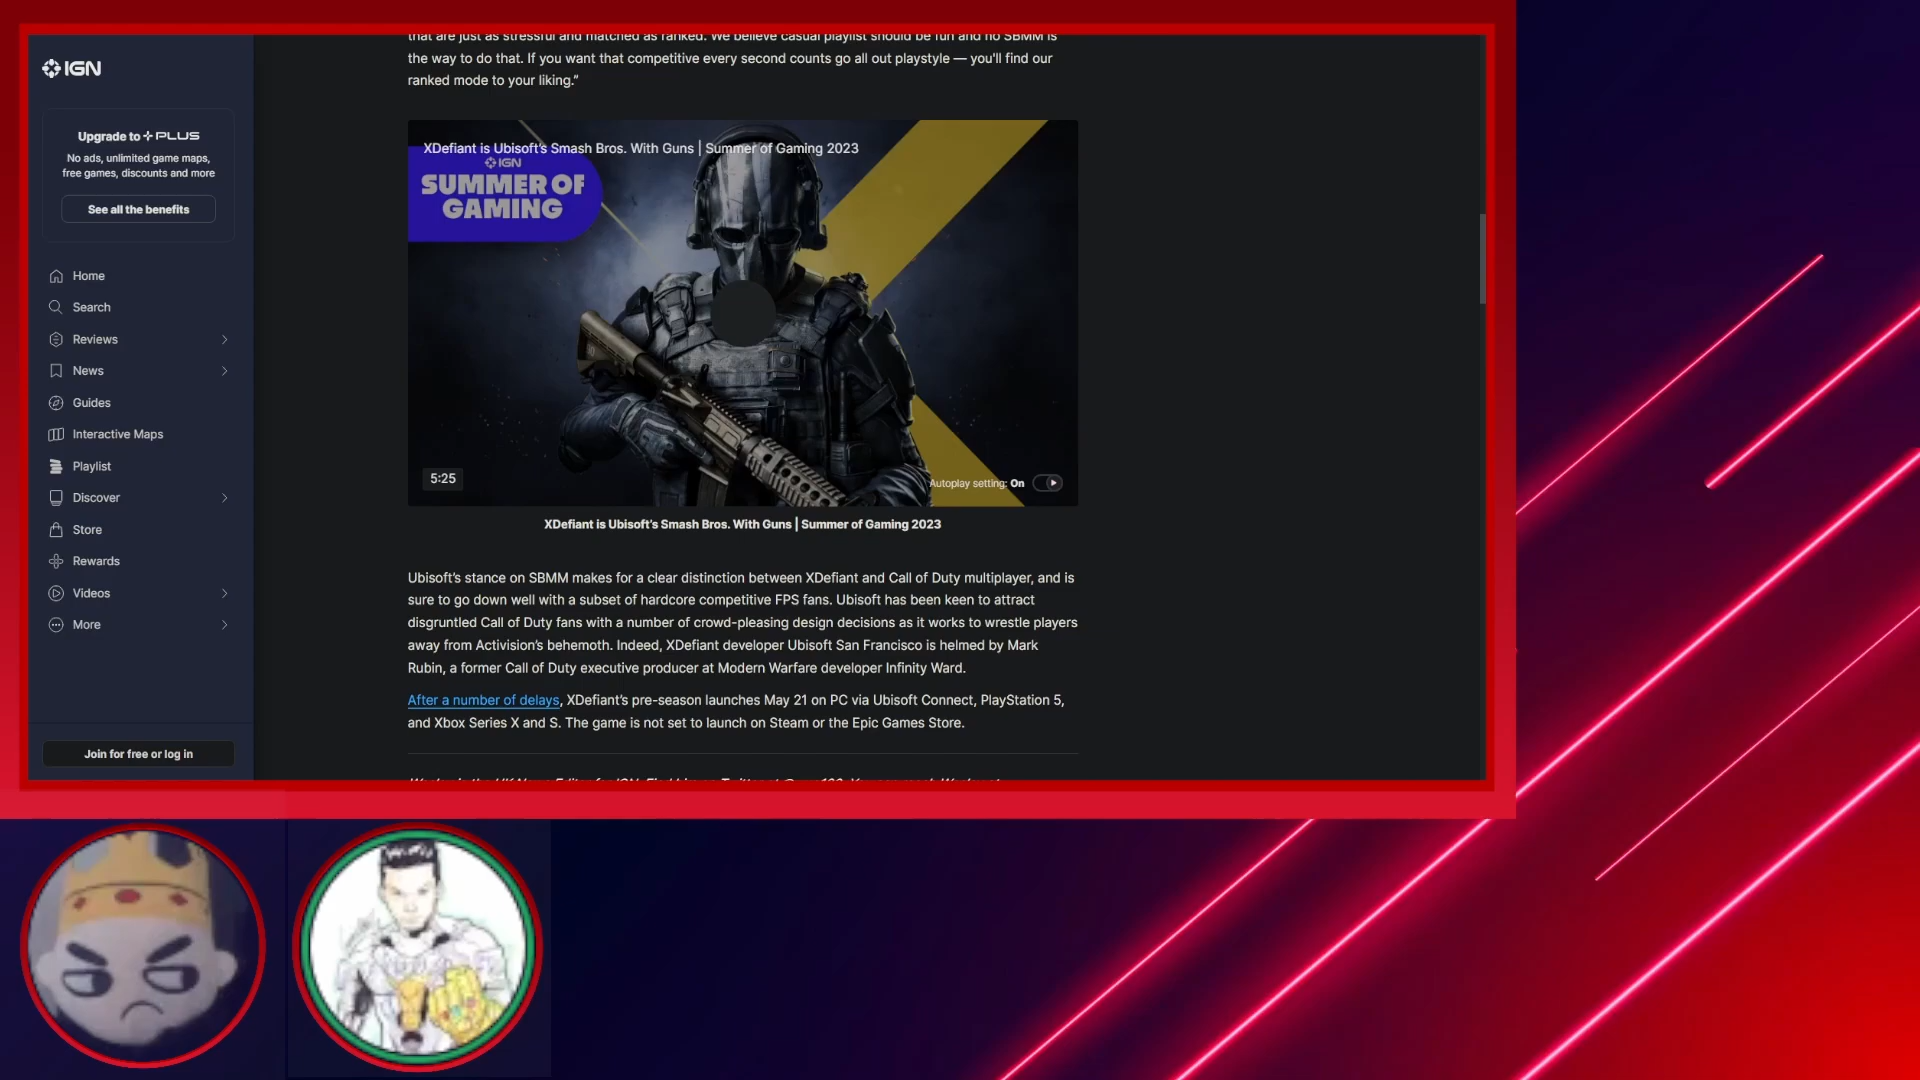 IGN
Upgrade to PLUS
No ads, unlimited game maps,
free games, discounts and more
See all the benefits
Home
Search
Reviews
News
Guides
Interactive Maps
Playlist
Discover
Store
Rewards
Videos
More
Join for free or log in
that are just as stressful and matched as ranked. We believe casual playlist should be fun and no SBMM is
the way to do that. If you want that competitive every second counts go all out playstyle — you'll find our
ranked mode to your liking.”
XDefiant is Ubisoft's Smash Bros. With Guns | Summer of Gaming 2023
IGN
SUMMER OF
GAMING
5:25
Autoplay setting: On
XDefiant is Ubisoft's Smash Bros. With Guns | Summer of Gaming 2023
Ubisoft’s stance on SBMM makes for a clear distinction between XDefiant and Call of Duty multiplayer, and is
sure to go down well with a subset of hardcore competitive FPS fans. Ubisoft has been keen to attract
disgruntled Call of Duty fans with a number of crowd-pleasing design decisions as it works to wrestle players
away from Activision’s behemoth. Indeed, XDefiant developer Ubisoft San Francisco is helmed by Mark
Rubin, a former Call of Duty executive producer at Modern Warfare developer Infinity Ward.
After a number of delays, XDefiant’s pre-season launches May 21 on PC via Ubisoft Connect, PlayStation 5,
and Xbox Series X and S. The game is not set to launch on Steam or the Epic Games Store.